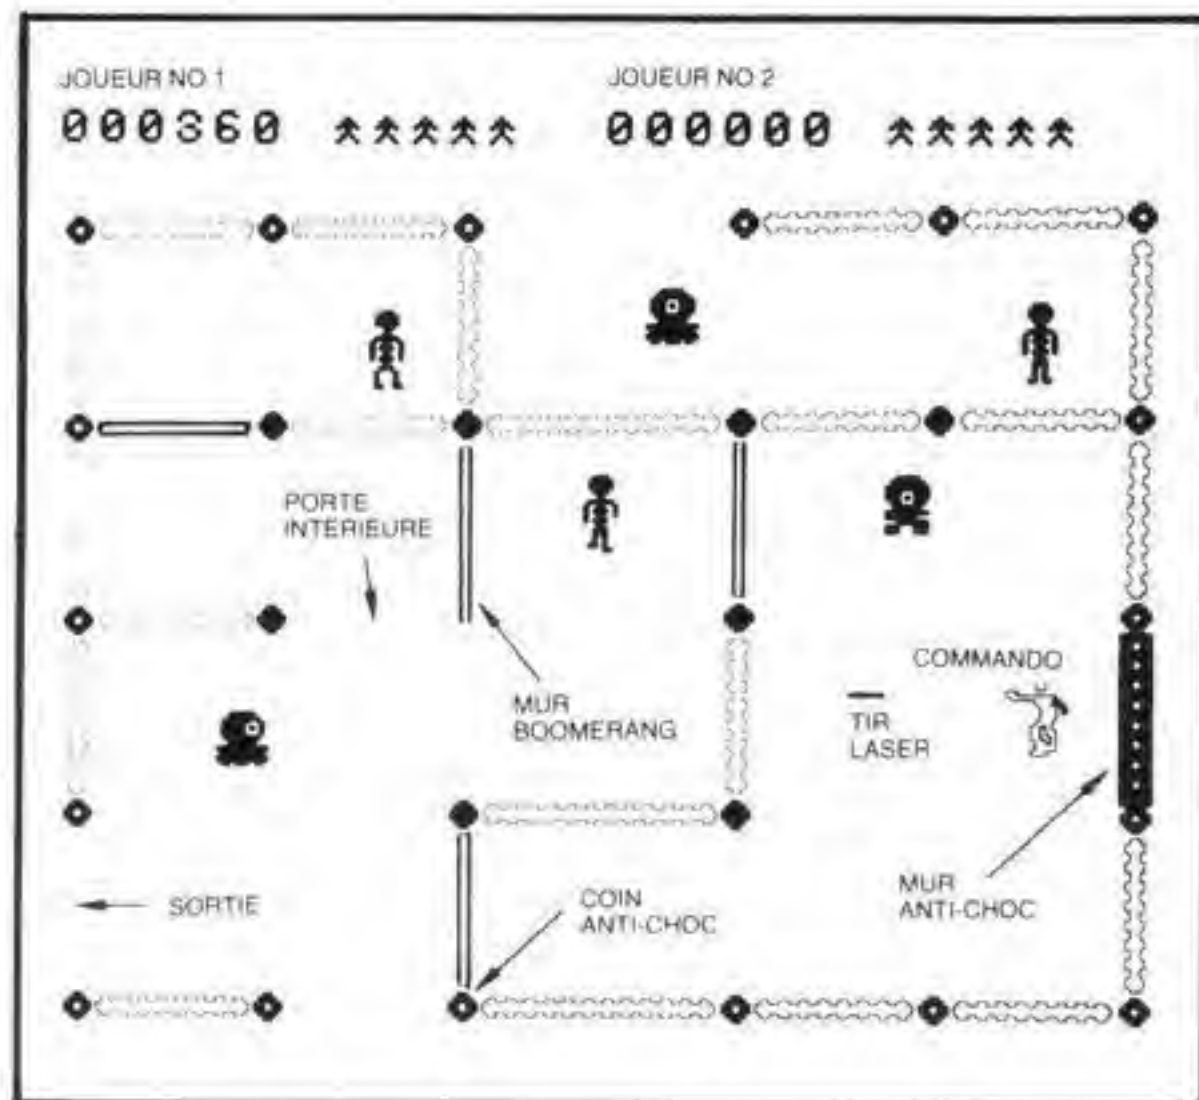 JOUEUR NO 1
JOUEUR NO 2
000360
000000
PORTE
INTERIEURE
MUR
BOOMERANG
COMMANDO
TIR
LASER
SORTIE
COIN
ANTI-CHOC
MUR
ANTI-CHOC